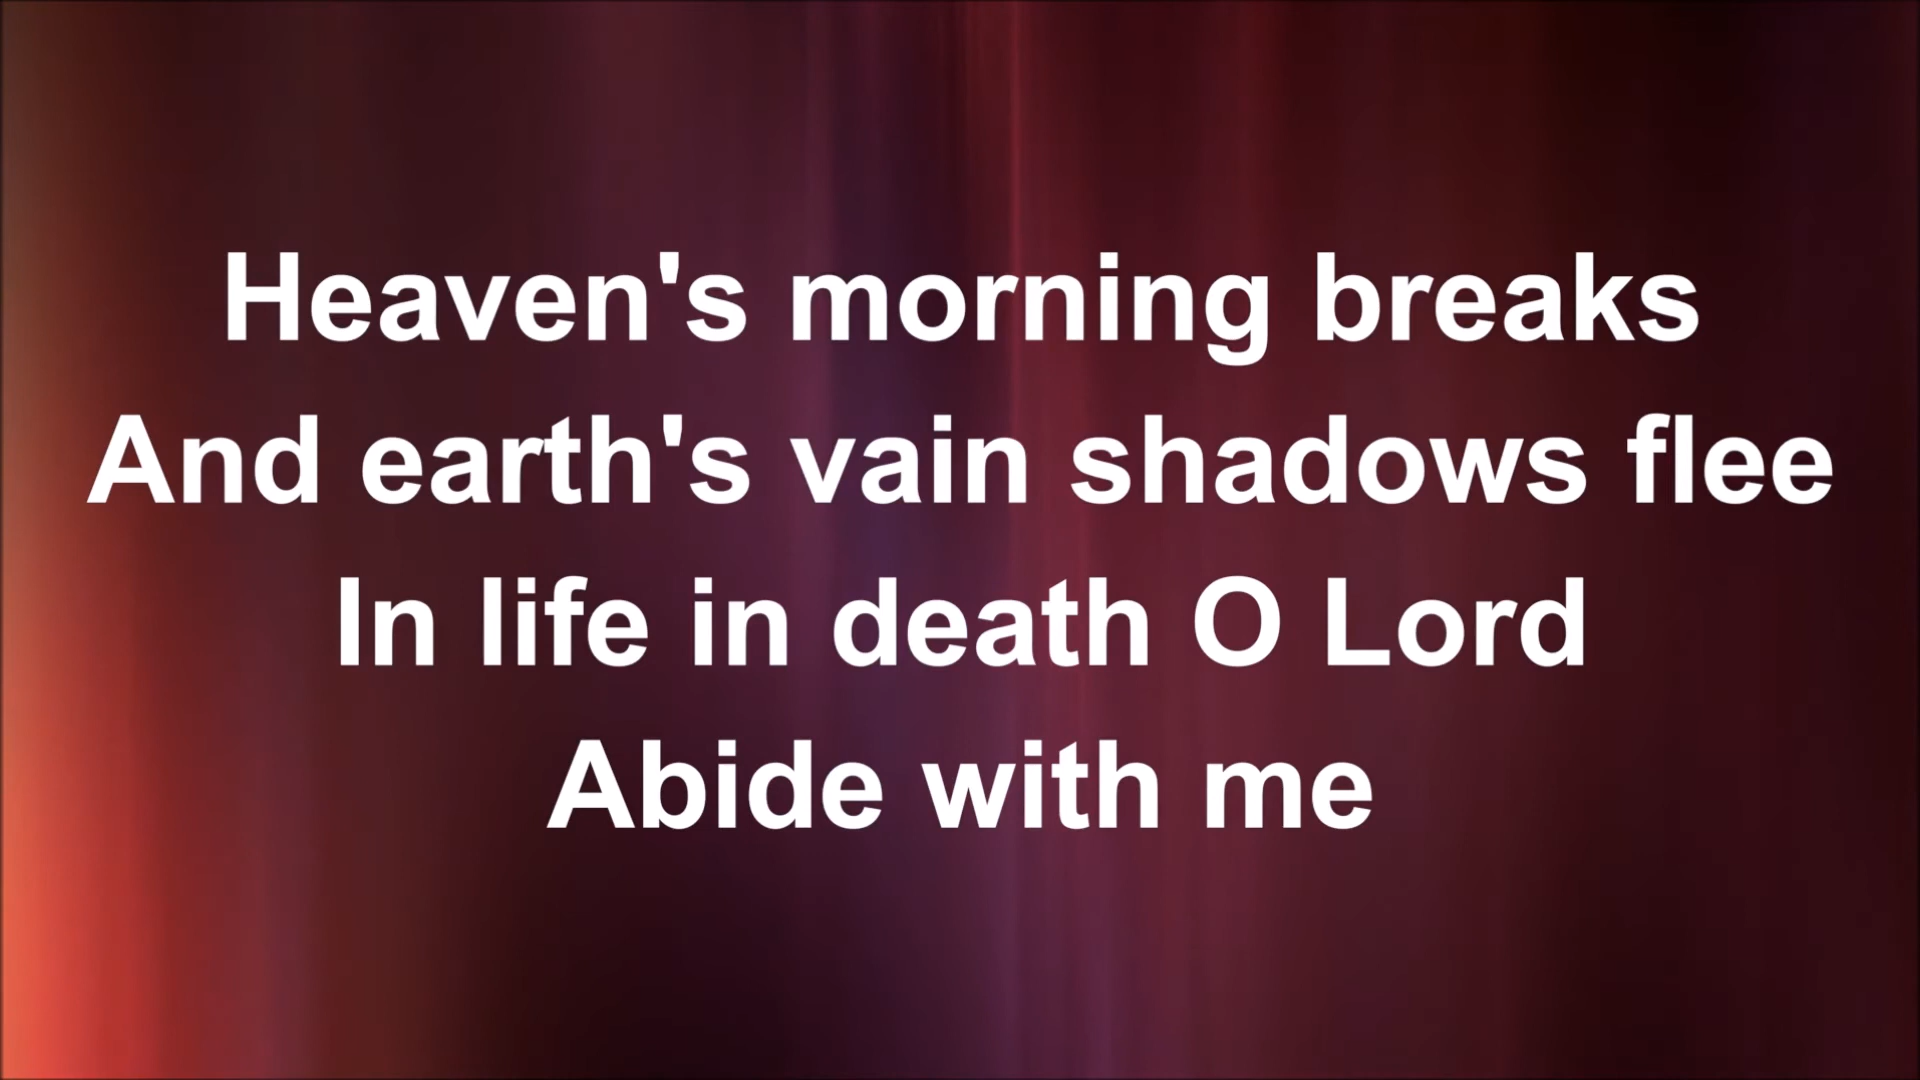 Heaven's morning breaks
And earth's vain shadows flee
In life in death O Lord
Abide with me